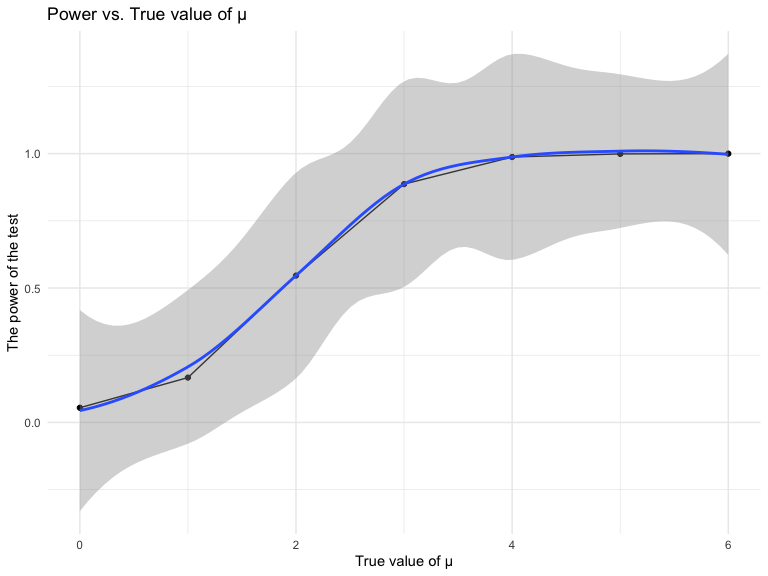 Power vs. True value of μ
The power of the test
1.0
0.5
0.0
0
2
4
6
True value of μ